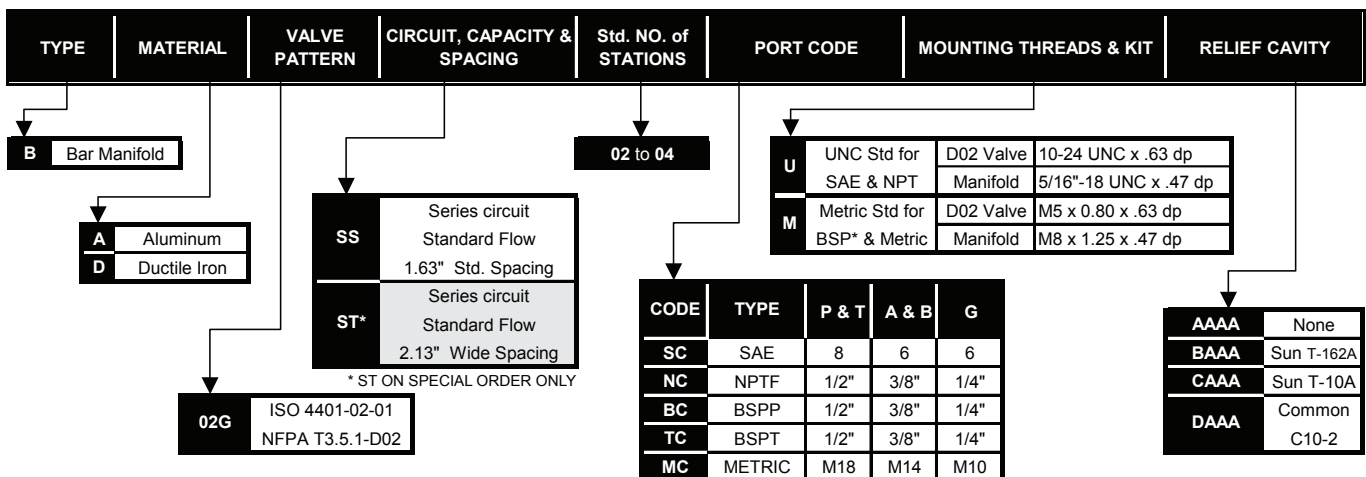 TYPE
MATERIAL
VALVE
PATTERN
CIRCUIT, CAPACITY &
SPACING
Std. NO. of
STATIONS
PORT CODE
MOUNTING THREADS & KIT
RELIEF CAVITY
B Bar Manifold
A Aluminum
D Ductile Iron
02G
ISO 4401-02-01
NFPA T3.5.1-D02
SS
Series circuit
Standard Flow
1.63" Std. Spacing
ST*
Series circuit
Standard Flow
2.13" Wide Spacing
* ST ON SPECIAL ORDER ONLY
02 to 04
CODE TYPE P & T A & B G
SC SAE 8 6 6
NC NPTF 1/2" 3/8" 1/4"
BC BSPP 1/2" 3/8" 1/4"
TC BSPT 1/2" 3/8" 1/4"
MC METRIC M18 M14 M10
U
UNC Std for D02 Valve 10-24 UNC x .63 dp
SAE & NPT Manifold 5/16"-18 UNC x .47 dp
M
Metric Std for D02 Valve M5 x 0.80 x .63 dp
BSP* & Metric Manifold M8 x 1.25 x .47 dp
AAAA None
BAAA Sun T-162A
CAAA Sun T-10A
DAAA
Common
C10-2